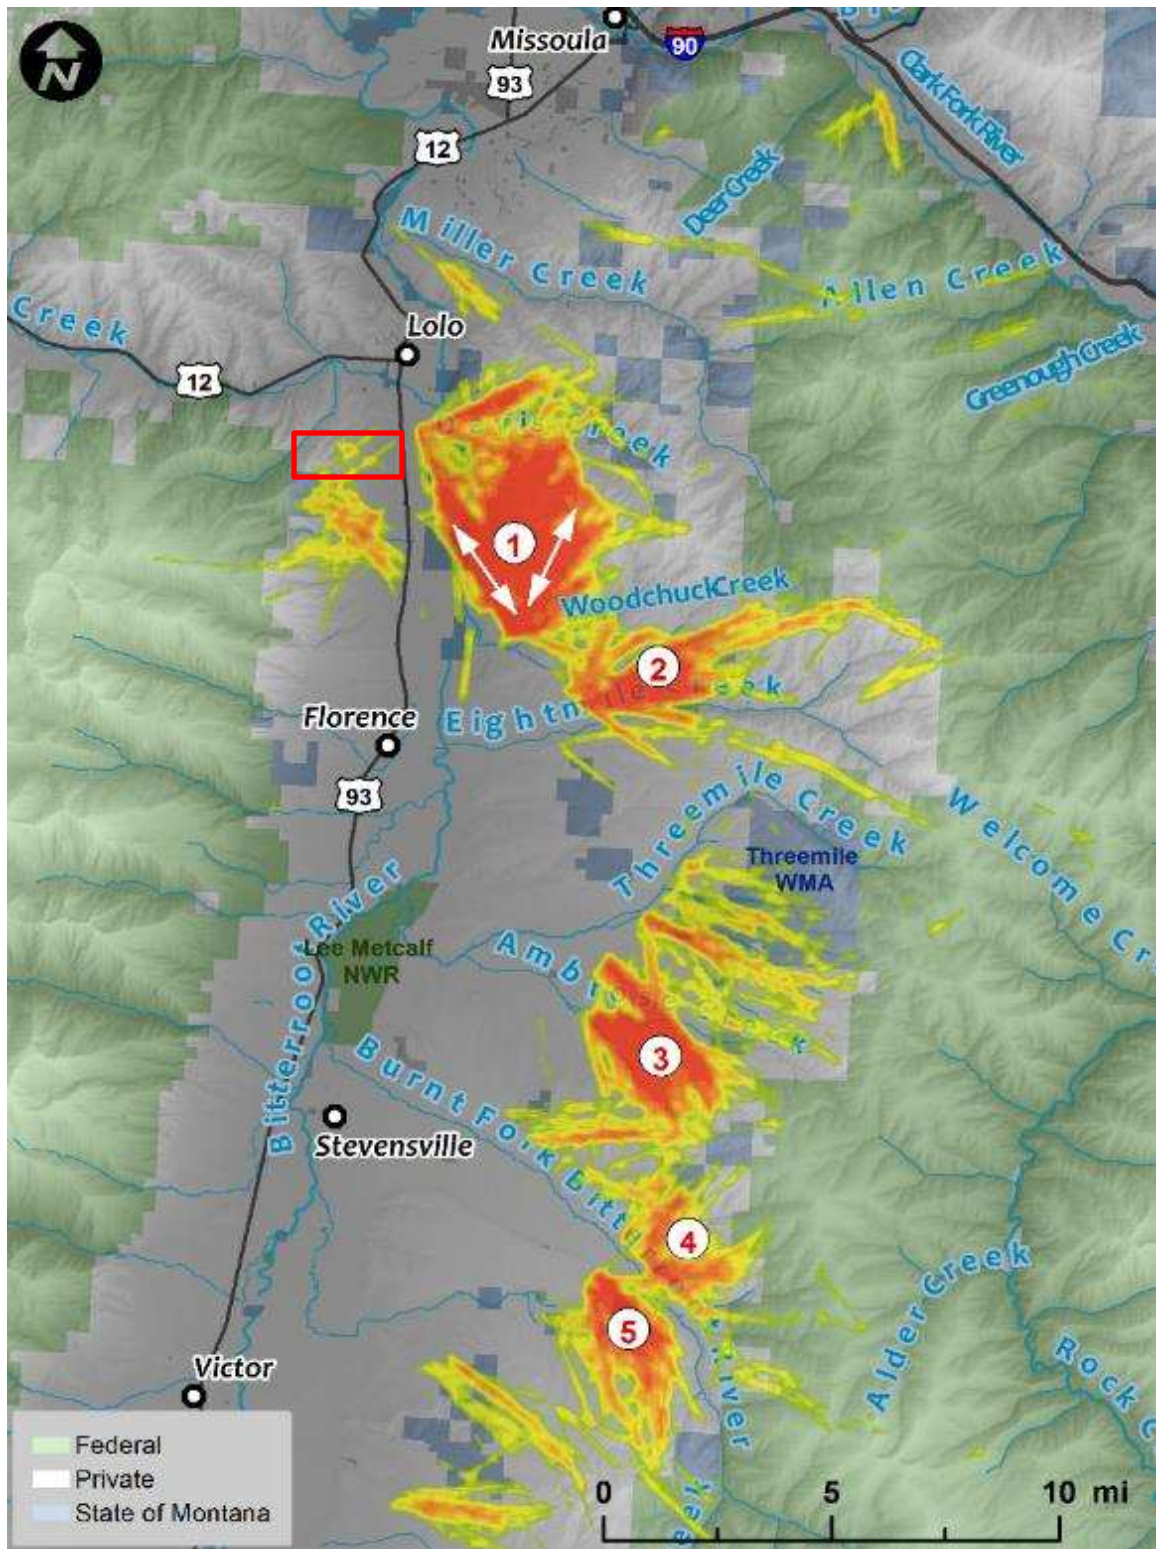 N
Missoula
90
93
12
Clark Fork River
Deer Creek
Miller Creek
Allen Creek
Creek
Lolo
12
Greenough Creek
1
Woodchuck Creek
2
Eightmile Creek
Florence
93
Threemile Creek
Welcome Cr
Threemile
WMA
Bitterroot River
Lee Metcalf
NWR
Ambrose Creek
3
Burnt Fork Bitterroot River
Stevensville
4
Alder Creek
5
Rock C
Victor
Federal
Private
State of Montana
0 5 10 mi